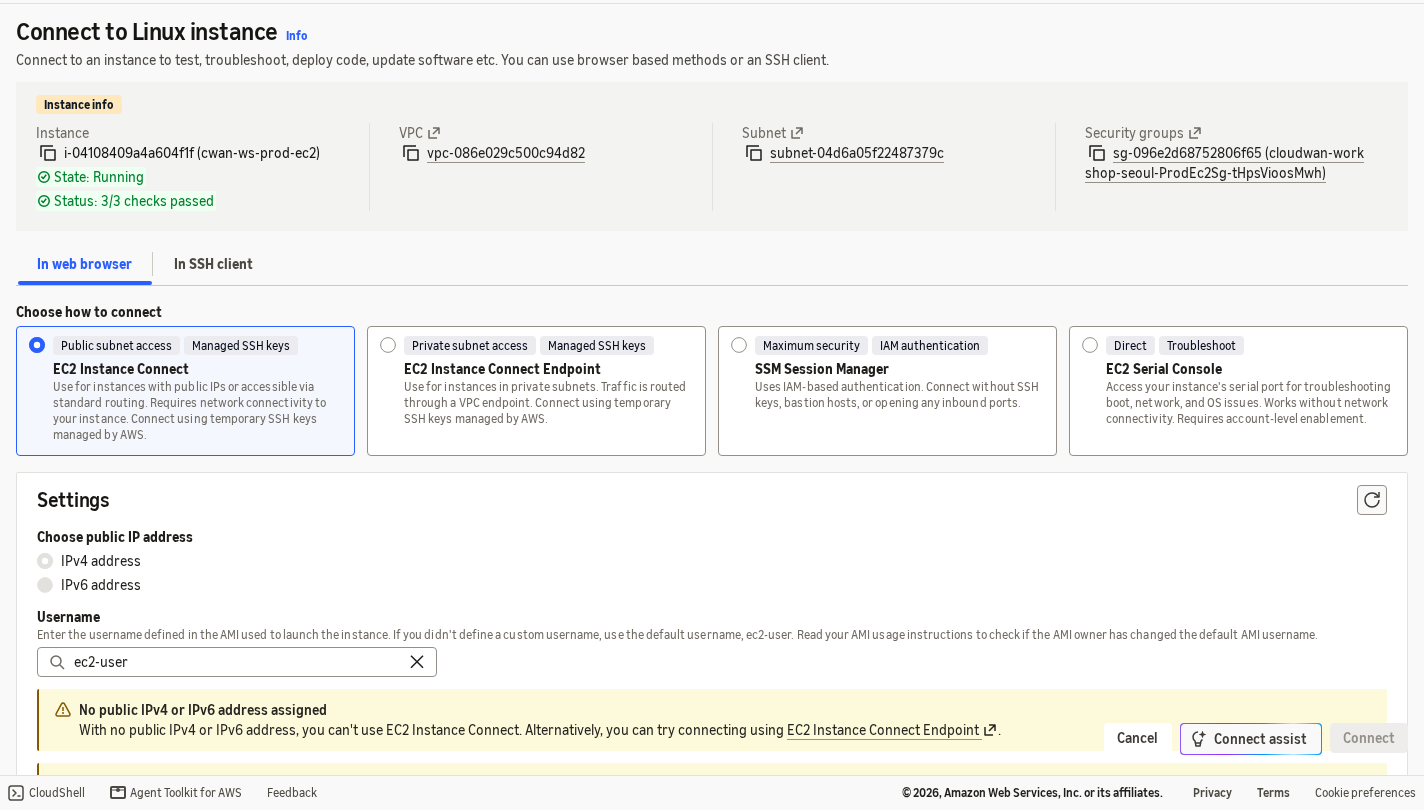 Connect to Linux instance Info
Connect to an instance to test, troubleshoot, deploy code, update software etc. You can use browser based methods or an SSH client.
Instance info
Instance
i-04108409a4a604f1f (cwan-ws-prod-ec2)
State: Running
Status: 3/3 checks passed
VPC
vpc-086e029c500c94d82
Subnet
subnet-04d6a05f22487379c
Security groups
sg-096e2d68752806f65 (cloudwan-work
shop-seoul-ProdEc2Sg-tHpsVioosMwh)
In web browser
In SSH client
Choose how to connect
Public subnet access Managed SSH keys
EC2 Instance Connect
Use for instances with public IPs or accessible via
standard routing. Requires network connectivity to
your instance. Connect using temporary SSH keys
managed by AWS.
Private subnet access Managed SSH keys
EC2 Instance Connect Endpoint
Use for instances in private subnets. Traffic is routed
through a VPC endpoint. Connect using temporary
SSH keys managed by AWS.
Maximum security IAM authentication
SSM Session Manager
Uses IAM-based authentication. Connect without SSH
keys, bastion hosts, or opening any inbound ports.
Direct Troubleshoot
EC2 Serial Console
Access your instance's serial port for troubleshooting
boot, network, and OS issues. Works without network
connectivity. Requires account-level enablement.
Settings
Choose public IP address
IPv4 address
IPv6 address
Username
Enter the username defined in the AMI used to launch the instance. If you didn't define a custom username, use the default username, ec2-user. Read your AMI usage instructions to check if the AMI owner has changed the default AMI username.
ec2-user
No public IPv4 or IPv6 address assigned
With no public IPv4 or IPv6 address, you can't use EC2 Instance Connect. Alternatively, you can try connecting using EC2 Instance Connect Endpoint.
Cancel
Connect assist
Connect
CloudShell
Agent Toolkit for AWS
Feedback
© 2026, Amazon Web Services, Inc. or its affiliates.
Privacy
Terms
Cookie preferences